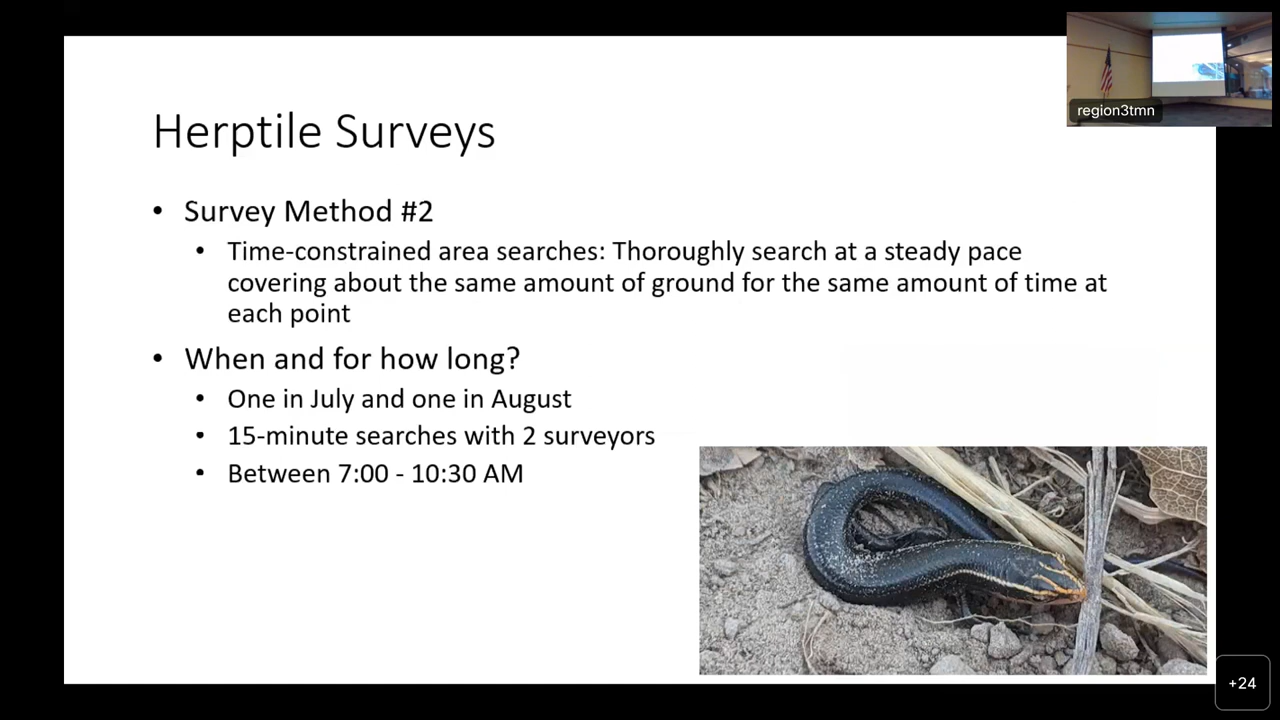 region3tmn
Herptile Surveys
• Survey Method #2
• Time-constrained area searches: Thoroughly search at a steady pace
covering about the same amount of ground for the same amount of time at
each point
• When and for how long?
• One in July and one in August
• 15-minute searches with 2 surveyors
• Between 7:00 - 10:30 AM
+24